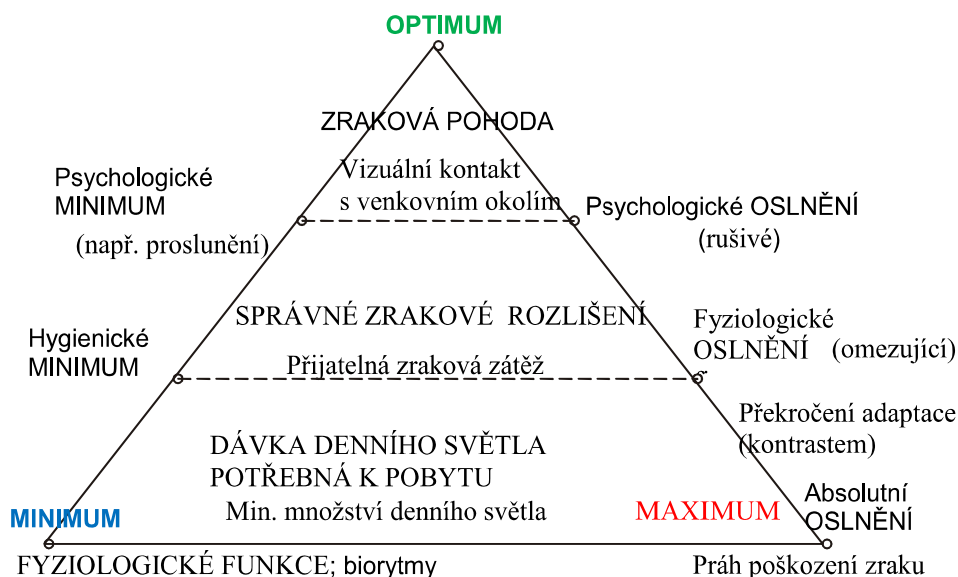 OPTIMUM
ZRAKOVÁ POHODA
Vizuální kontakt
s venkovním okolím
Psychologické
MINIMUM
(např. proslunění)
Psychologické OSLNĚNÍ
(rušivé)
SPRÁVNÉ ZRAKOVÉ ROZLIŠENÍ
Hygienické
MINIMUM
Fyziologické
OSLNĚNÍ (omezující)
Přijatelná zraková zátěž
Překročení adaptace
(kontrastem)
DÁVKA DENNÍHO SVĚTLA
POTŘEBNÁ K POBYTU
Min. množství denního světla
MINIMUM
MAXIMUM
Absolutní
OSLNĚNÍ
FYZIOLOGICKÉ FUNKCE; biorytmy
Práh poškození zraku